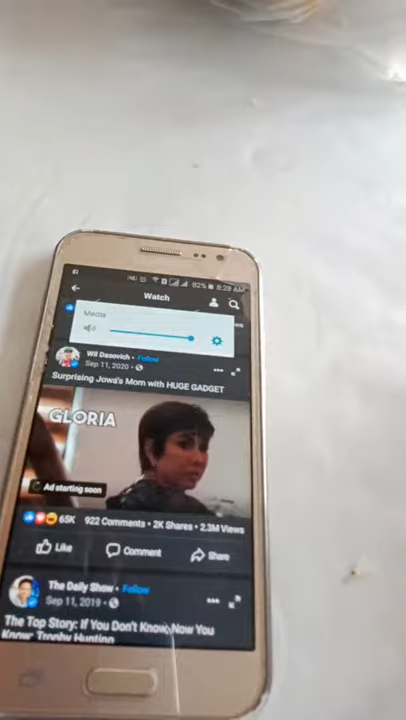 82% 8:28 AM
Watch
Media
Wil Dasovich • Follow
Sep 11, 2020 •
Surprising Jowa's Mom with HUGE GADGET
GLORIA
Ad starting soon
65K 922 Comments • 2K Shares • 2.3M Views
Like Comment Share
The Daily Show • Follow
Sep 11, 2019 •
The Top Story: If You Don't Know, Now You
Know: Trophy Hunting